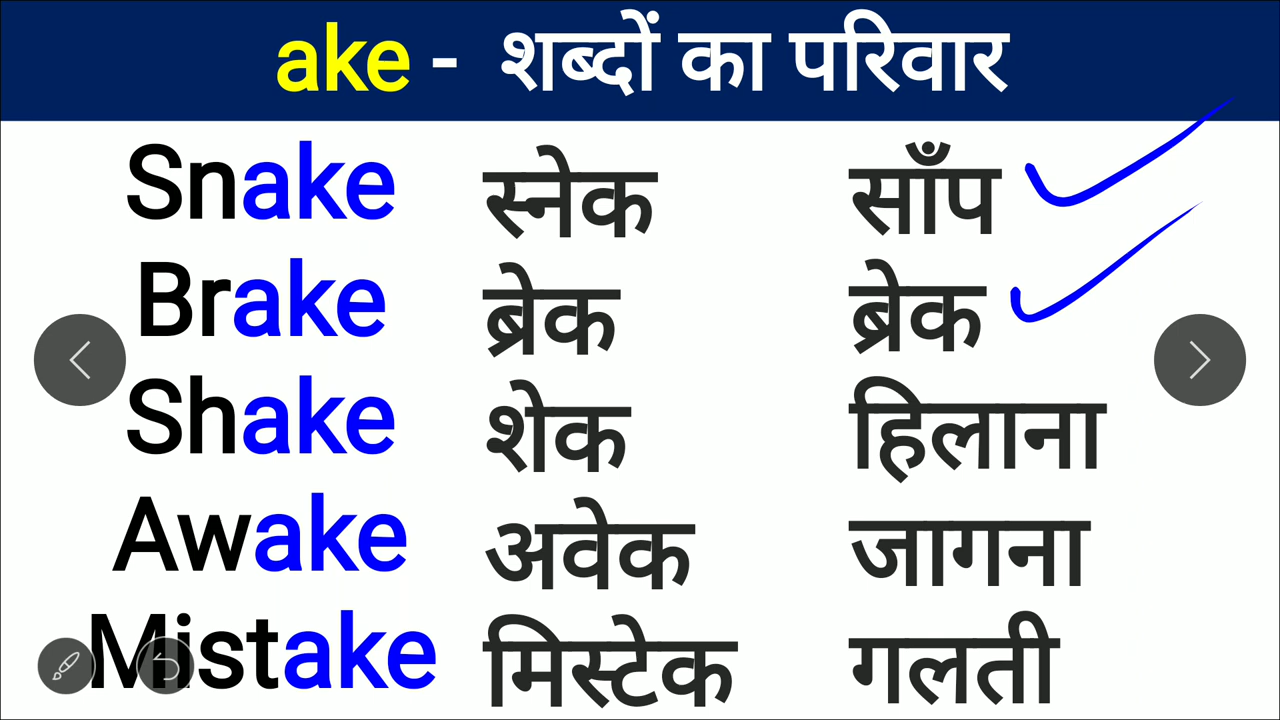 ake - शब्दों का परिवार
Snake स्नेक साँप
Brake ब्रेक ब्रेक
Shake शेक हिलाना
Awake अवेक जागना
Mistake मिस्टेक गलती